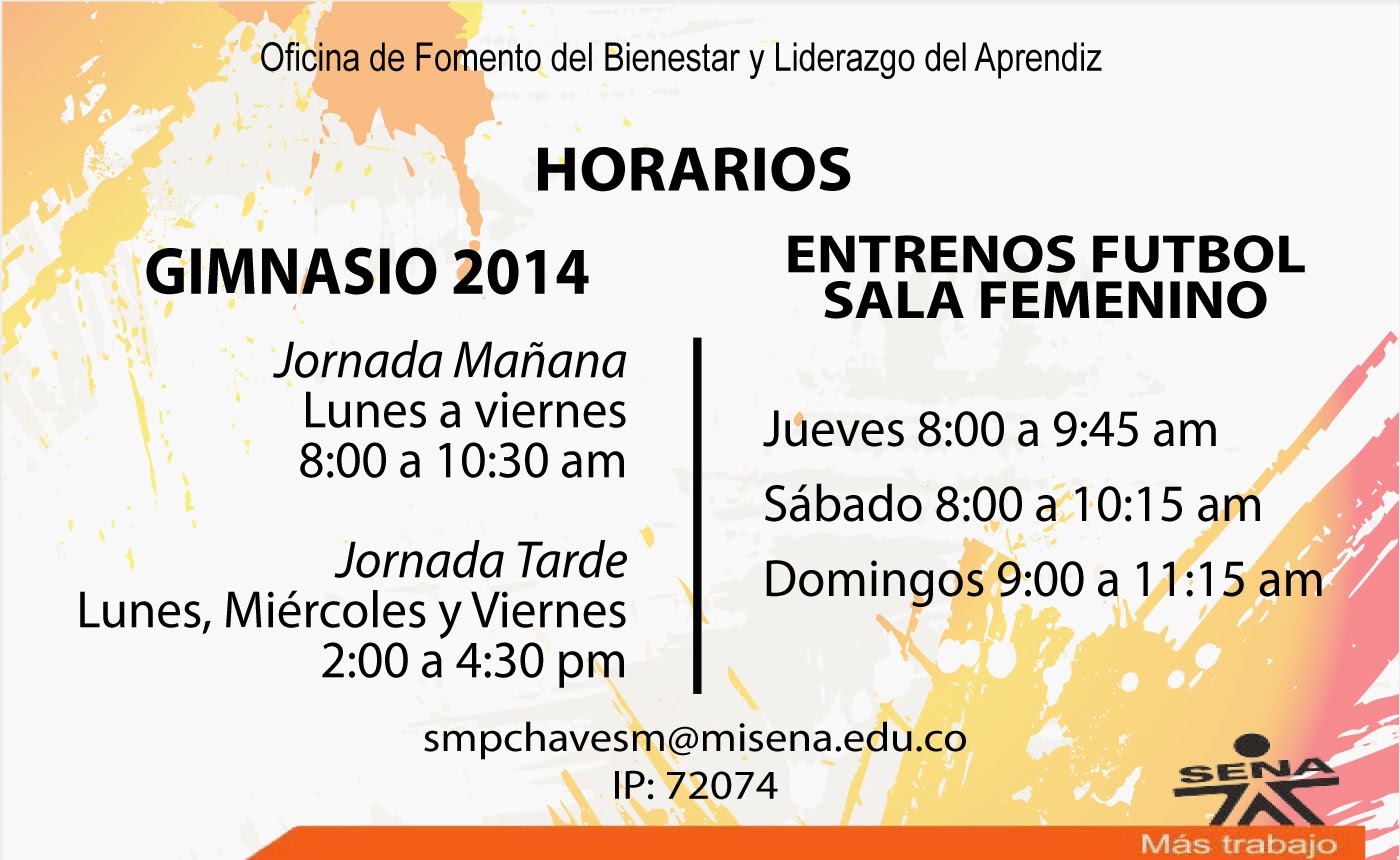 Oficina de Fomento del Bienestar y Liderazgo del Aprendiz
HORARIOS
GIMNASIO 2014
Jornada Mañana
Lunes a viernes
8:00 a 10:30 am
Jornada Tarde
Lunes, Miércoles y Viernes
2:00 a 4:30 pm
ENTRENOS FUTBOL
SALA FEMENINO
Jueves 8:00 a 9:45 am
Sábado 8:00 a 10:15 am
Domingos 9:00 a 11:15 am
smpchavesm@misena.edu.co
IP: 72074
SENA
Más trabajo